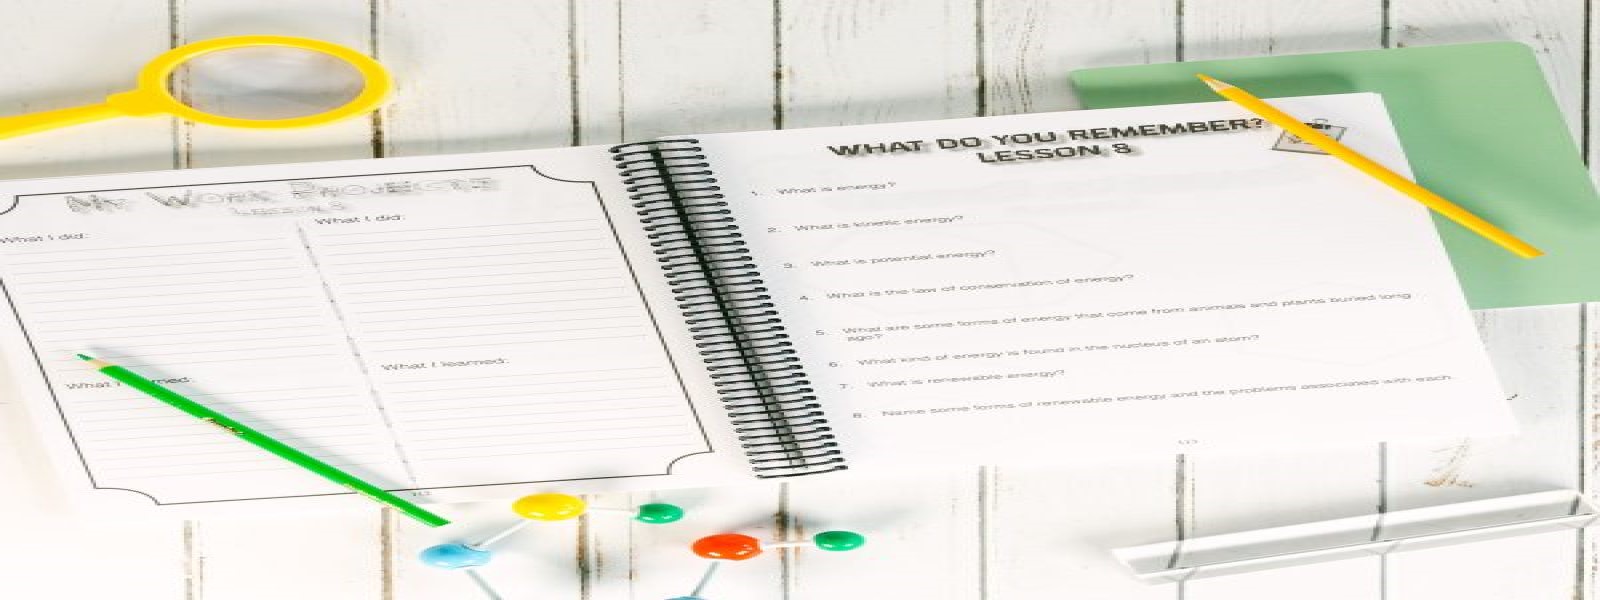 My Work Projects
Lesson 8
What I did:
What I did:
What I learned:
What I learned:
WHAT DO YOU REMEMBER?
LESSON 8
1. What is energy?
2. What is kinetic energy?
3. What is potential energy?
4. What is the law of conservation of energy?
5. What are some forms of energy that come from animals and plants buried long
ago?
6. What kind of energy is found in the nucleus of an atom?
7. What is renewable energy?
8. Name some forms of renewable energy and the problems associated with each.